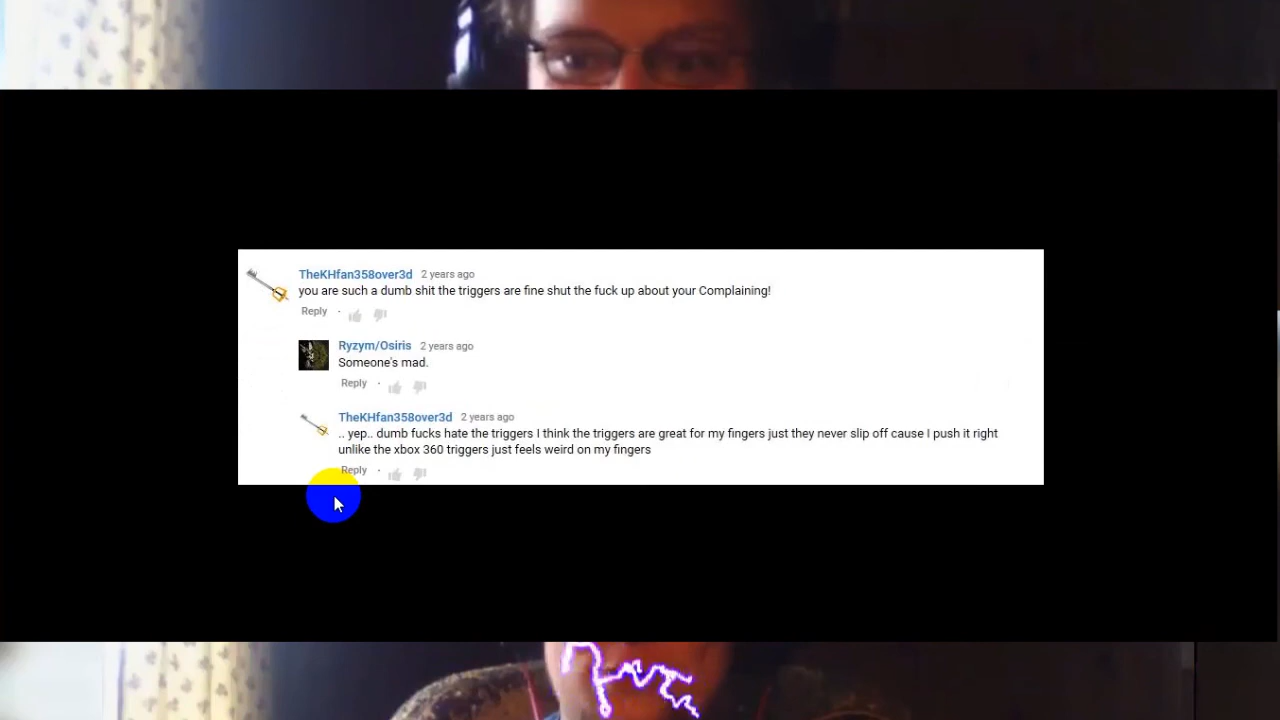 TheKHfan358over3d 2 years ago
you are such a dumb shit the triggers are fine shut the fuck up about your Complaining!
Reply ·
Ryzym/Osiris 2 years ago
Someone's mad.
Reply ·
TheKHfan358over3d 2 years ago
.. yep.. dumb fucks hate the triggers I think the triggers are great for my fingers just they never slip off cause I push it right
unlike the xbox 360 triggers just feels weird on my fingers
Reply ·